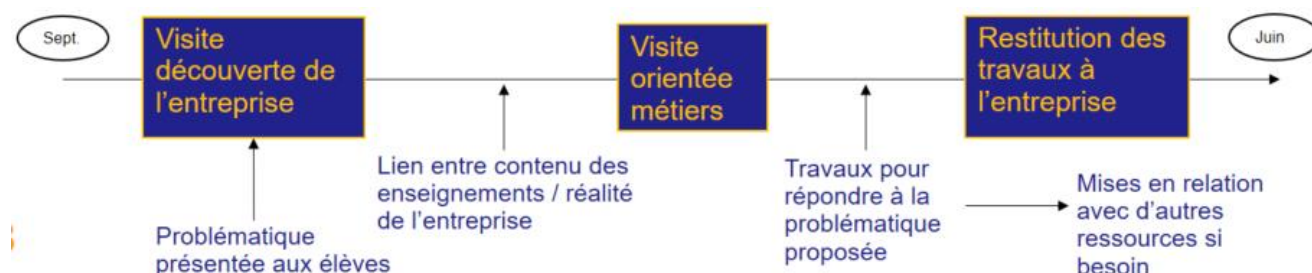 Sept.
Visite
découverte de
l'entreprise
Visite
orientée
métiers
Restitution des
travaux à
l'entreprise
Juin
Problématique
présentée aux élèves
Lien entre contenu des
enseignements / réalité
de l'entreprise
Travaux pour
répondre à la
problématique
proposée
Mises en relation
avec d'autres
ressources si
besoin